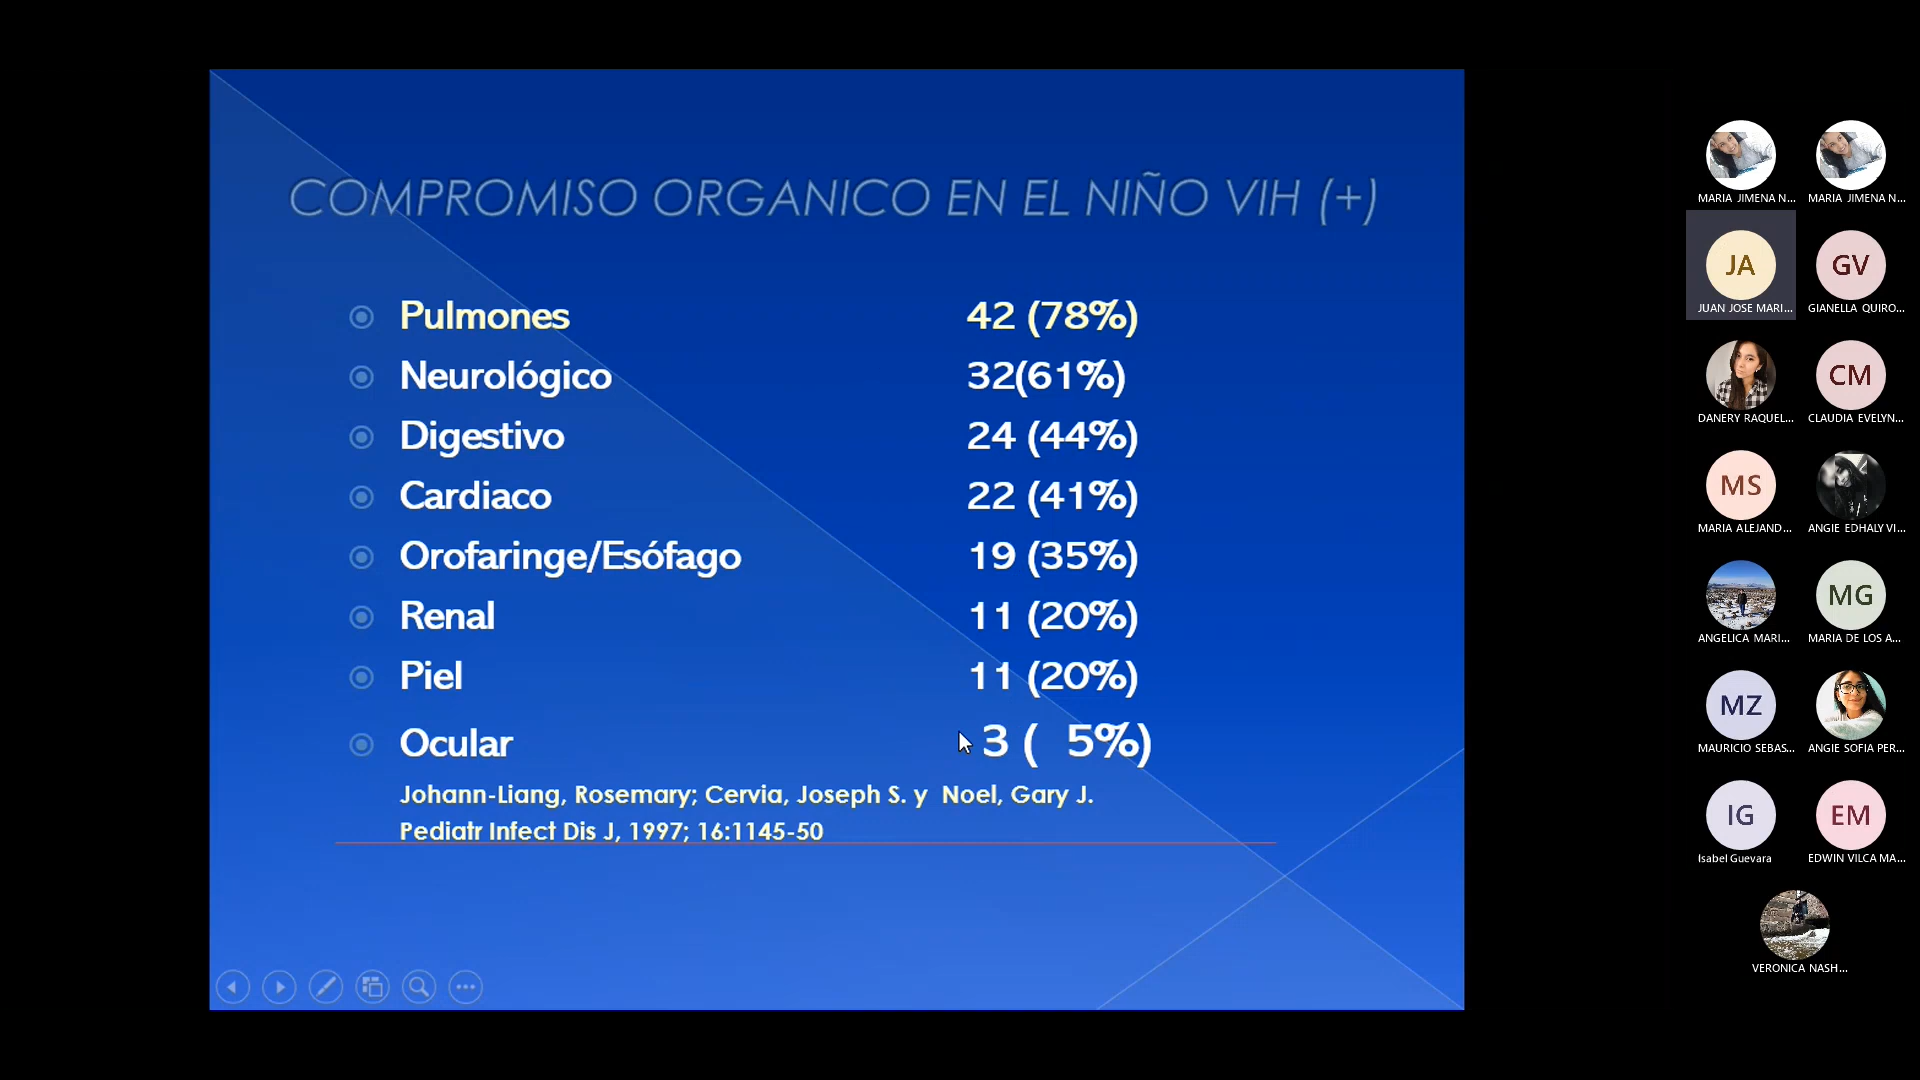 COMPROMISO ORGANICO EN EL NIÑO VIH (+)
Pulmones 42 (78%)
Neurológico 32(61%)
Digestivo 24 (44%)
Cardiaco 22 (41%)
Orofaringe/Esófago 19 (35%)
Renal 11 (20%)
Piel 11 (20%)
Ocular 3 ( 5%)
Johann-Liang, Rosemary; Cervia, Joseph S. y Noel, Gary J.
Pediatr Infect Dis J, 1997; 16:1145-50
MARIA JIMENA N... MARIA JIMENA N...
JA GV
JUAN JOSE MARI... GIANELLA QUIRO...
CM
DANERY RAQUEL... CLAUDIA EVELYN...
MS
MARIA ALEJAND... ANGIE EDHALY VI...
MG
ANGELICA MARI... MARIA DE LOS A...
MZ
MAURICIO SEBAS... ANGIE SOFIA PER...
IG EM
Isabel Guevara EDWIN VILCA MA...
VERONICA NASH...